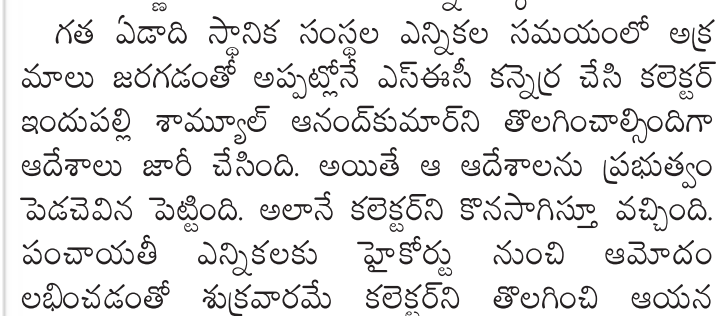 గత ఏడాది స్థానిక సంస్థల ఎన్నికల సమయంలో అక్ర
మాలు జరగడంతో అప్పట్లోనే ఎస్ఈసీ కన్నెర్ర చేసి కలెక్టర్
ఇందుపల్లి శామ్యూల్ ఆనంద్‌కుమార్‌ని తొలగించాల్సిందిగా
ఆదేశాలు జారీ చేసింది. అయితే ఆ ఆదేశాలను ప్రభుత్వం
పెడచెవిన పెట్టింది. అలానే కలెక్టర్‌ని కొనసాగిస్తూ వచ్చింది.
పంచాయతీ ఎన్నికలకు హైకోర్టు నుంచి ఆమోదం
లభించడంతో శుక్రవారమే కలెక్టర్‌ని తొలగించి ఆయన